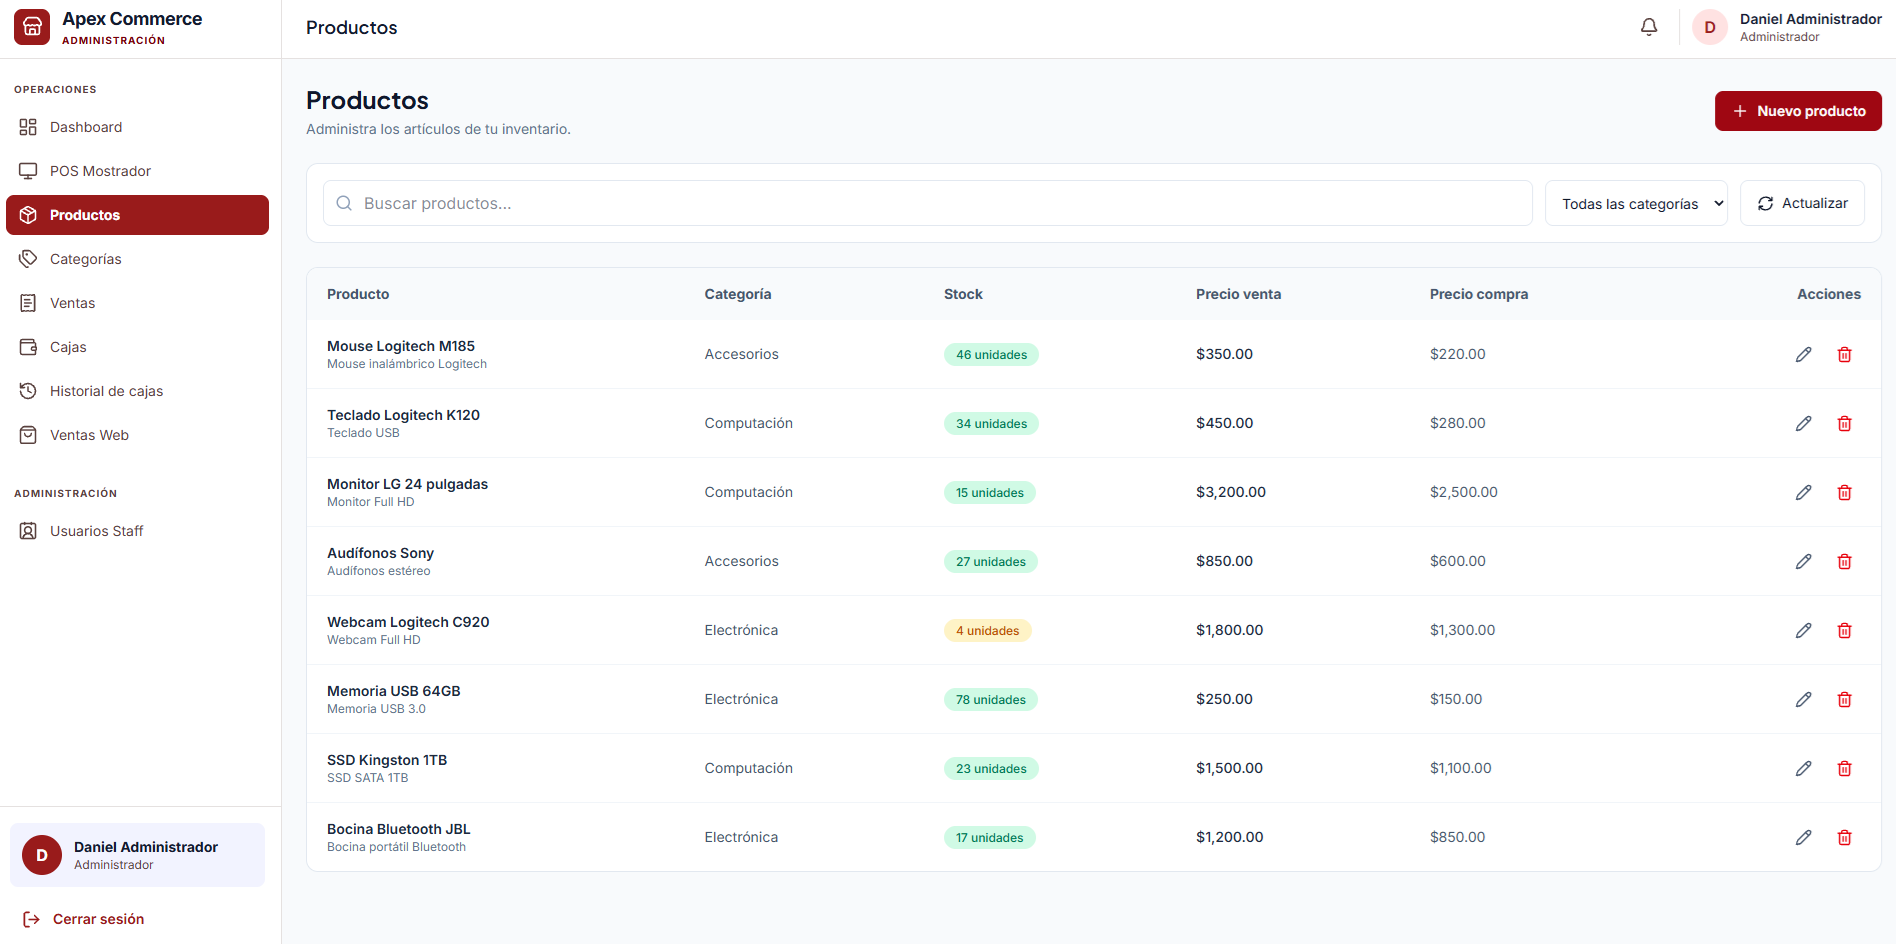 Apex Commerce
ADMINISTRACIÓN
OPERACIONES
Dashboard
POS Mostrador
Productos
Categorías
Ventas
Cajas
Historial de cajas
Ventas Web
ADMINISTRACIÓN
Usuarios Staff
D
Daniel Administrador
Administrador
Cerrar sesión
Productos
D
Daniel Administrador
Administrador
Productos
Administra los artículos de tu inventario.
Nuevo producto
Buscar productos...
Todas las categorías
Actualizar
Producto Categoría Stock Precio venta Precio compra Acciones
Mouse Logitech M185
Mouse inalámbrico Logitech
Accesorios 46 unidades $350.00 $220.00
Teclado Logitech K120
Teclado USB
Computación 34 unidades $450.00 $280.00
Monitor LG 24 pulgadas
Monitor Full HD
Computación 15 unidades $3,200.00 $2,500.00
Audífonos Sony
Audífonos estéreo
Accesorios 27 unidades $850.00 $600.00
Webcam Logitech C920
Webcam Full HD
Electrónica 4 unidades $1,800.00 $1,300.00
Memoria USB 64GB
Memoria USB 3.0
Electrónica 78 unidades $250.00 $150.00
SSD Kingston 1TB
SSD SATA 1TB
Computación 23 unidades $1,500.00 $1,100.00
Bocina Bluetooth JBL
Bocina portátil Bluetooth
Electrónica 17 unidades $1,200.00 $850.00